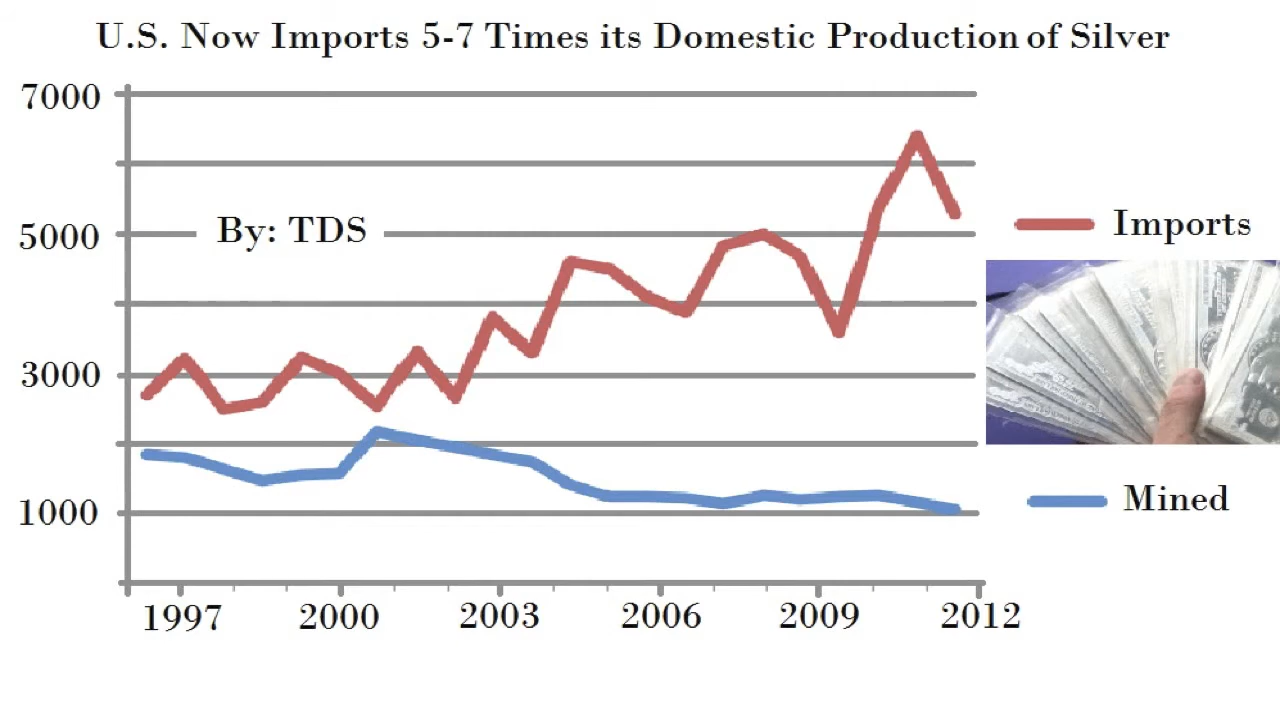 U.S. Now Imports 5-7 Times its Domestic Production of Silver
7000
By: TDS
5000
Imports
3000
Mined
1000
1997 2000 2003 2006 2009 2012